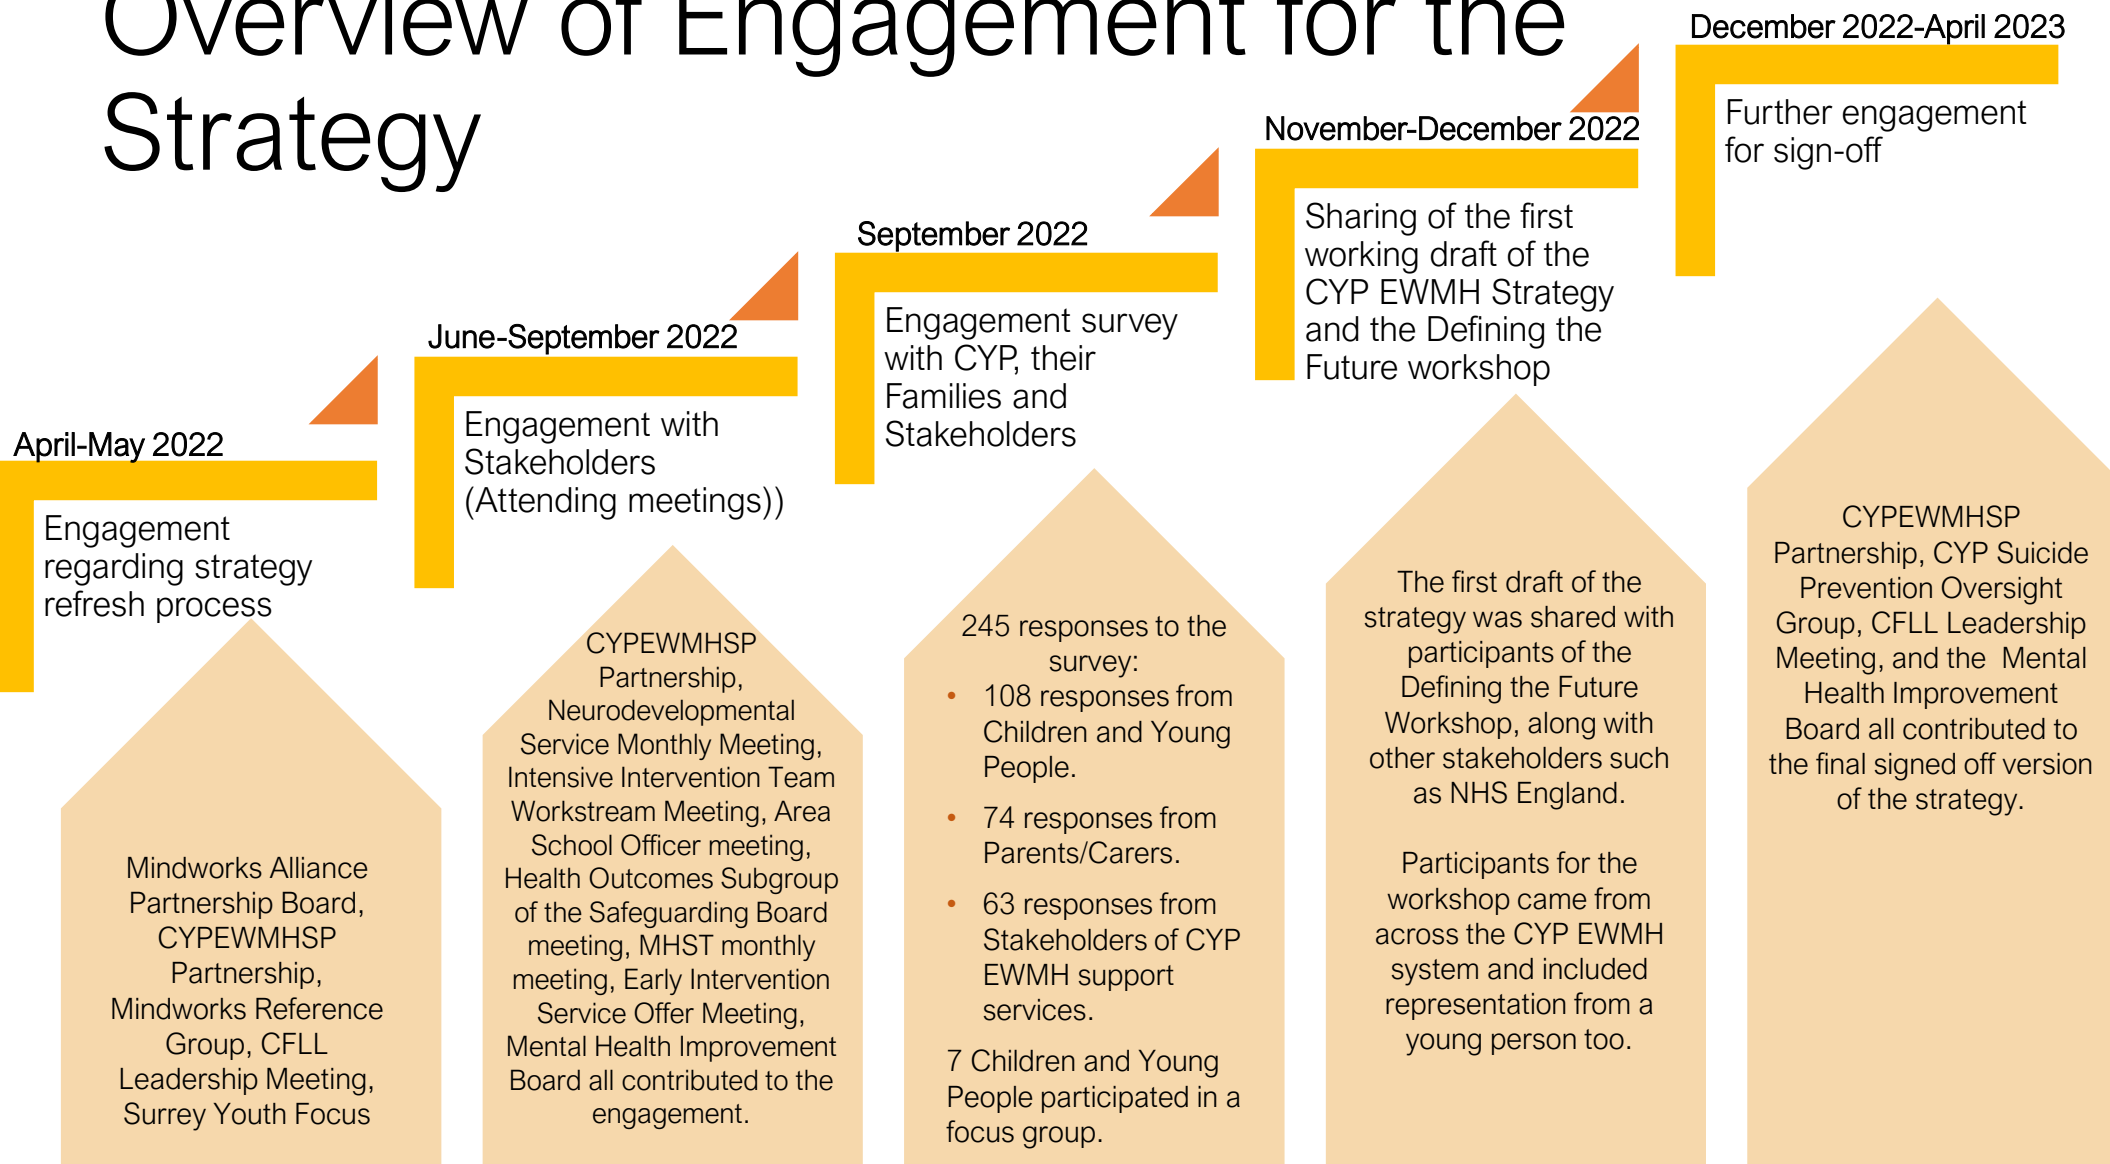 Overview of Engagement for the
Strategy
April-May 2022
Engagement
regarding strategy
refresh process
Mindworks Alliance
Partnership Board,
CYPEWMHSP
Partnership,
Mindworks Reference
Group, CFLL
Leadership Meeting,
Surrey Youth Focus
June-September 2022
Engagement with
Stakeholders
(Attending meetings))
CYPEWMHSP
Partnership,
Neurodevelopmental
Service Monthly Meeting,
Intensive Intervention Team
Workstream Meeting, Area
School Officer meeting,
Health Outcomes Subgroup
of the Safeguarding Board
meeting, MHST monthly
meeting, Early Intervention
Service Offer Meeting,
Mental Health Improvement
Board all contributed to the
engagement.
September 2022
Engagement survey
with CYP, their
Families and
Stakeholders
245 responses to the
survey:
• 108 responses from
Children and Young
People.
• 74 responses from
Parents/Carers.
• 63 responses from
Stakeholders of CYP
EWMH support
services.
7 Children and Young
People participated in a
focus group.
November-December 2022
Sharing of the first
working draft of the
CYP EWMH Strategy
and the Defining the
Future workshop
The first draft of the
strategy was shared with
participants of the
Defining the Future
Workshop, along with
other stakeholders such
as NHS England.
Participants for the
workshop came from
across the CYP EWMH
system and included
representation from a
young person too.
December 2022-April 2023
Further engagement
for sign-off
CYPEWMHSP
Partnership, CYP Suicide
Prevention Oversight
Group, CFLL Leadership
Meeting, and the Mental
Health Improvement
Board all contributed to
the final signed off version
of the strategy.